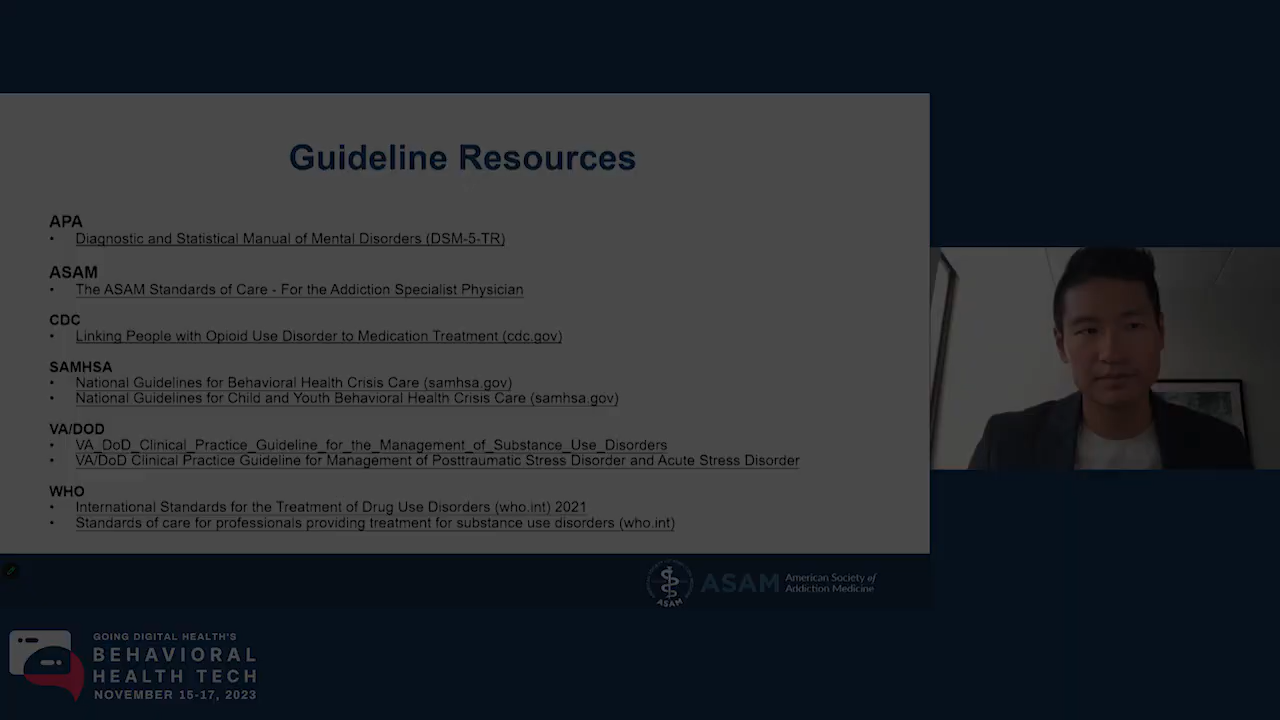 Guideline Resources
APA
• Diagnostic and Statistical Manual of Mental Disorders (DSM-5-TR)
ASAM
• The ASAM Standards of Care - For the Addiction Specialist Physician
CDC
• Linking People with Opioid Use Disorder to Medication Treatment (cdc.gov)
SAMHSA
• National Guidelines for Behavioral Health Crisis Care (samhsa.gov)
• National Guidelines for Child and Youth Behavioral Health Crisis Care (samhsa.gov)
VA/DOD
• VA_DoD_Clinical_Practice_Guideline_for_the_Management_of_Substance_Use_Disorders
• VA/DoD Clinical Practice Guideline for Management of Posttraumatic Stress Disorder and Acute Stress Disorder
WHO
• International Standards for the Treatment of Drug Use Disorders (who.int) 2021
• Standards of care for professionals providing treatment for substance use disorders (who.int)
ASAM
ASAM
American Society of
Addiction Medicine
GOING DIGITAL HEALTH'S
BEHAVIORAL
HEALTH TECH
NOVEMBER 15-17, 2023